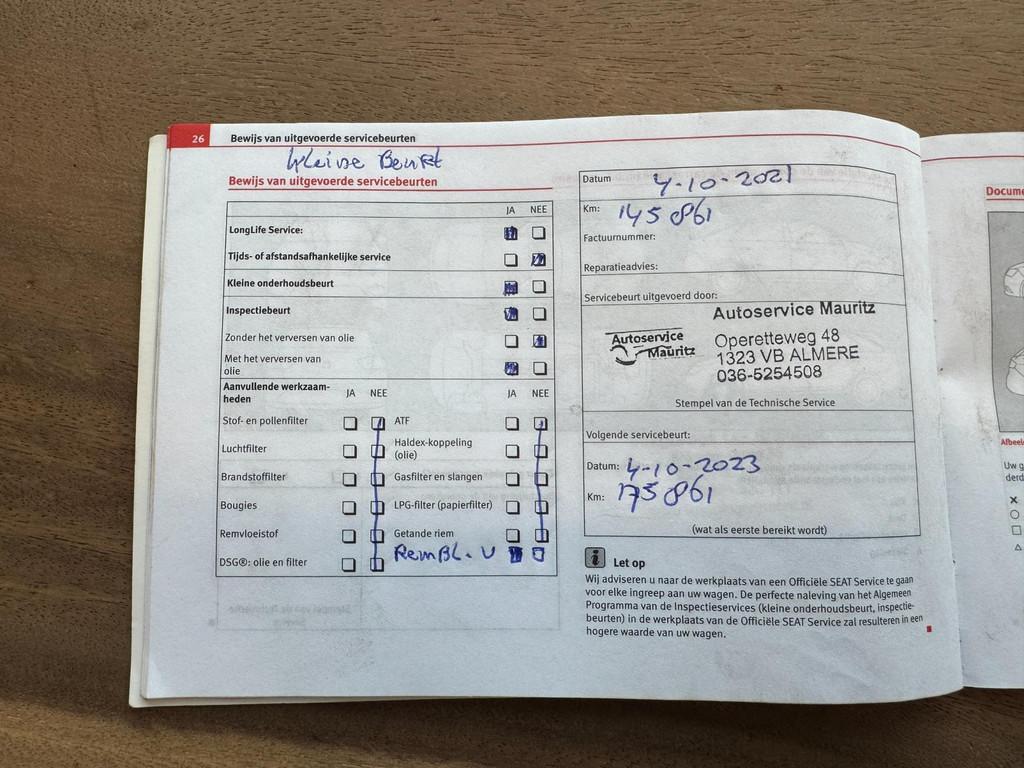 26 Bewijs van uitgevoerde servicebeurten
Kleine Beurt
Bewijs van uitgevoerde servicebeurten
JA NEE
LongLife Service:
Tijds- of afstandsafhankelijke service
Kleine onderhoudsbeurt
Inspectiebeurt
Zonder het verversen van olie
Met het verversen van
olie
Aanvullende werkzaam-
heden
JA NEE JA NEE
Stof- en pollenfilter ATF
Luchtfilter Haldex-koppeling
(olie)
Brandstoffilter Gasfilter en slangen
Bougies LPG-filter (papierfilter)
Remvloeistof Getande riem
DSG®: olie en filter RemBl. V
Datum 4-10-2021
Km: 145 861
Factuurnummer:
Reparatieadvies:
Servicebeurt uitgevoerd door:
Autoservice
Mauritz
Autoservice Mauritz
Operetteweg 48
1323 VB ALMERE
036-5254508
Stempel van de Technische Service
Volgende servicebeurt:
Datum: 4-10-2023
Km: 175 861
(wat als eerste bereikt wordt)
i Let op
Wij adviseren u naar de werkplaats van een Officiële SEAT Service te gaan
voor elke ingreep aan uw wagen. De perfecte naleving van het Algemeen
Programma van de Inspectieservices (kleine onderhoudsbeurt, inspectie-
beurten) in de werkplaats van de Officiële SEAT Service zal resulteren in een
hogere waarde van uw wagen.
Docume
Afbeel
Uw g
derd